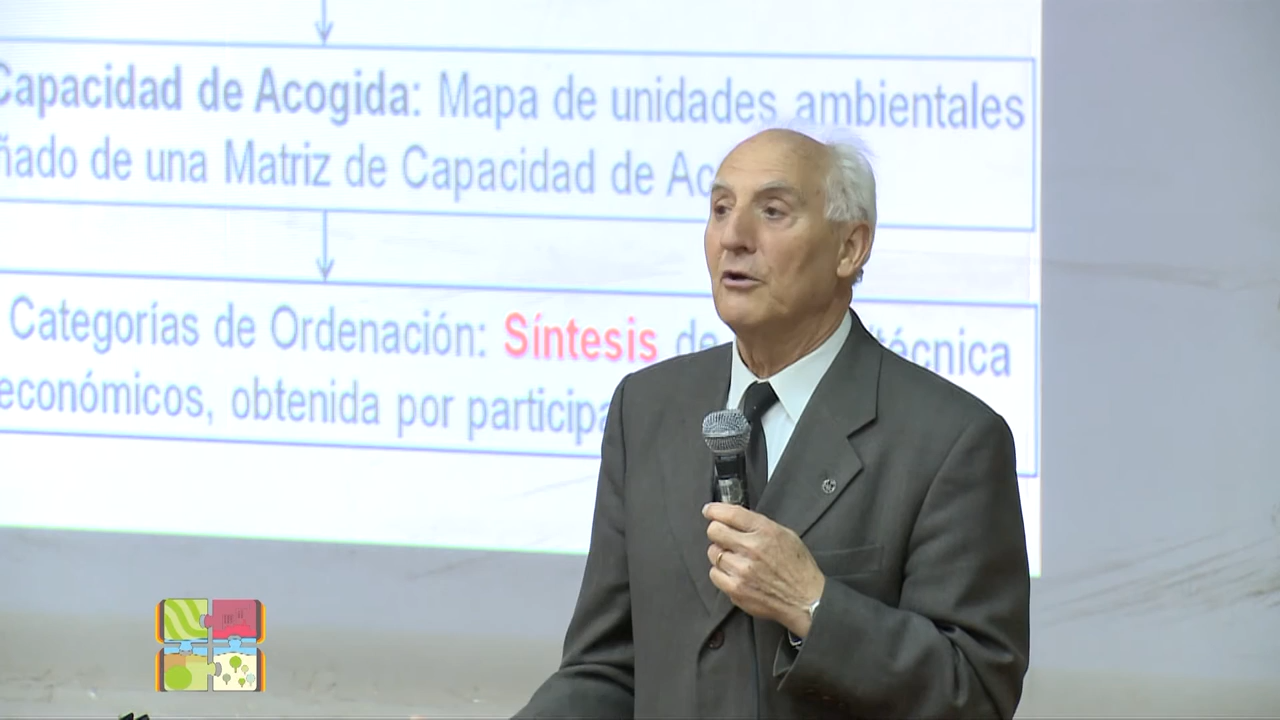 Capacidad de Acogida: Mapa de unidades ambientales
ñado de una Matriz de Capacidad de Ac
Categorías de Ordenación: Síntesis de técnica
económicos, obtenida por participa